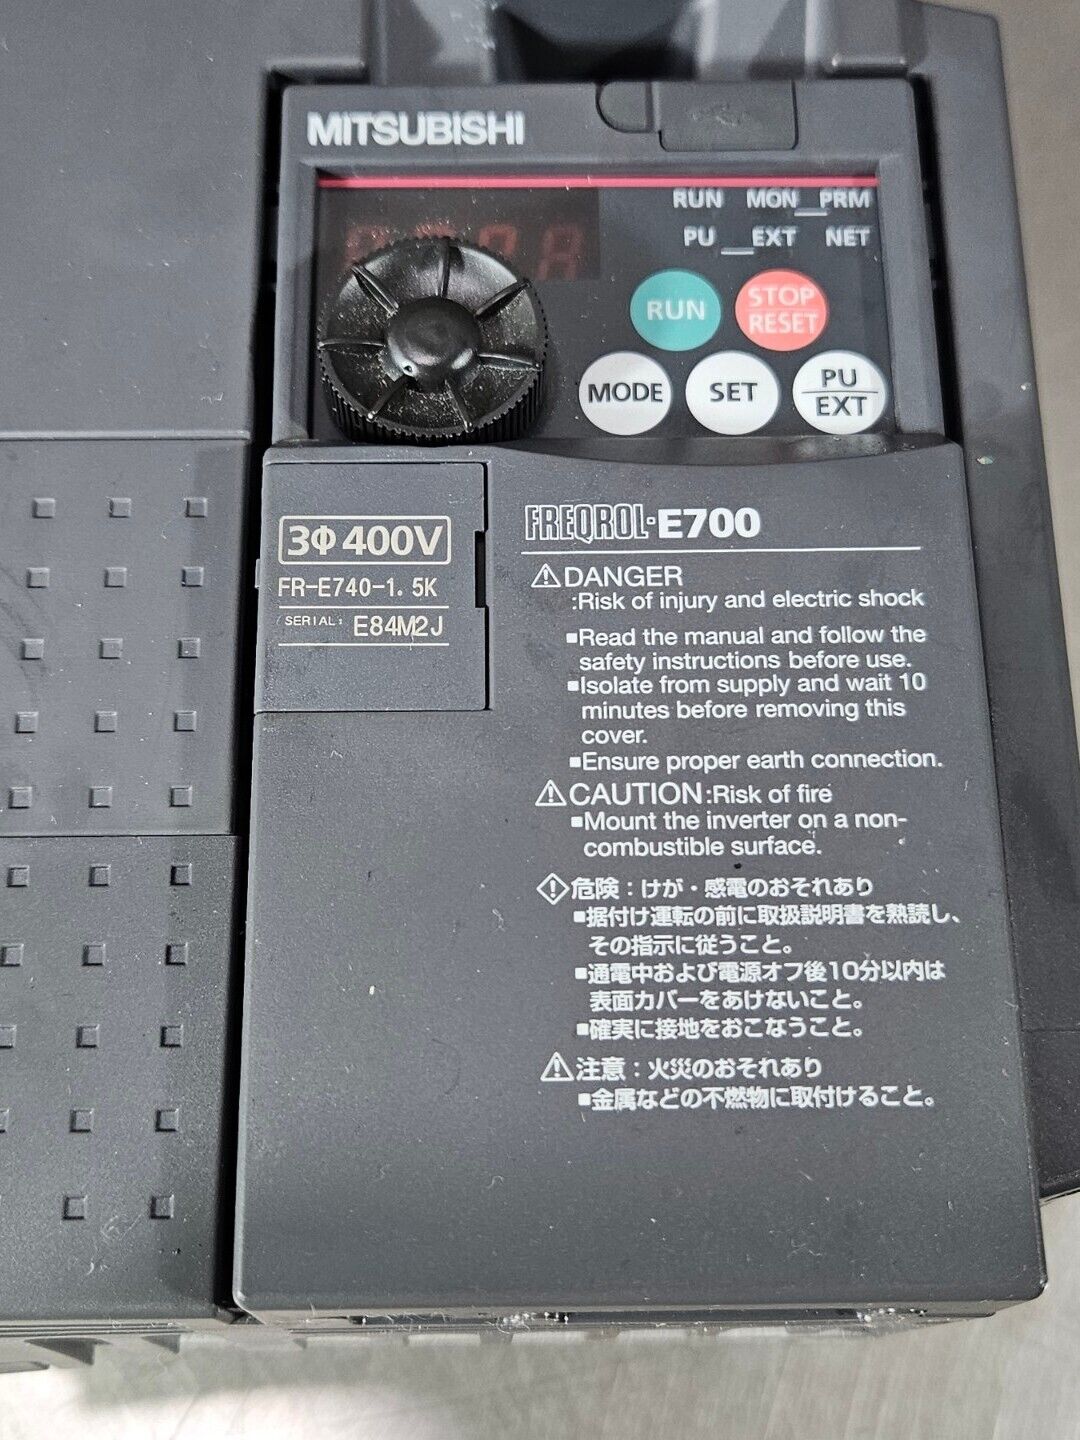 MITSUBISHI
RUN MON PRM
PU EXT NET
RUN
STOP
RESET
MODE
SET
PU
EXT
3Φ 400V
FR-E740-1.5K
SERIAL: E84M2J
FREQROL-E700
⚠DANGER
:Risk of injury and electric shock
■Read the manual and follow the
safety instructions before use.
■Isolate from supply and wait 10
minutes before removing this
cover.
■Ensure proper earth connection.
⚠CAUTION:Risk of fire
■Mount the inverter on a non-
combustible surface.
危険：けが・感電のおそれあり
■据付け運転の前に取扱説明書を熟読し、
その指示に従うこと。
■通電中および電源オフ後10分以内は
表面カバーをあけないこと。
■確実に接地をおこなうこと。
⚠注意：火災のおそれあり
■金属などの不燃物に取付けること。